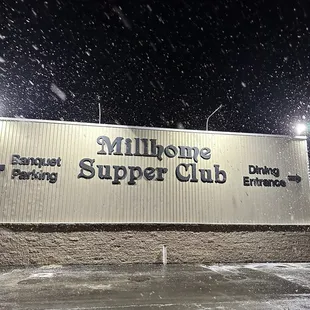 Millhome
Supper Club
Banquet
Parking
Dining
Entrance